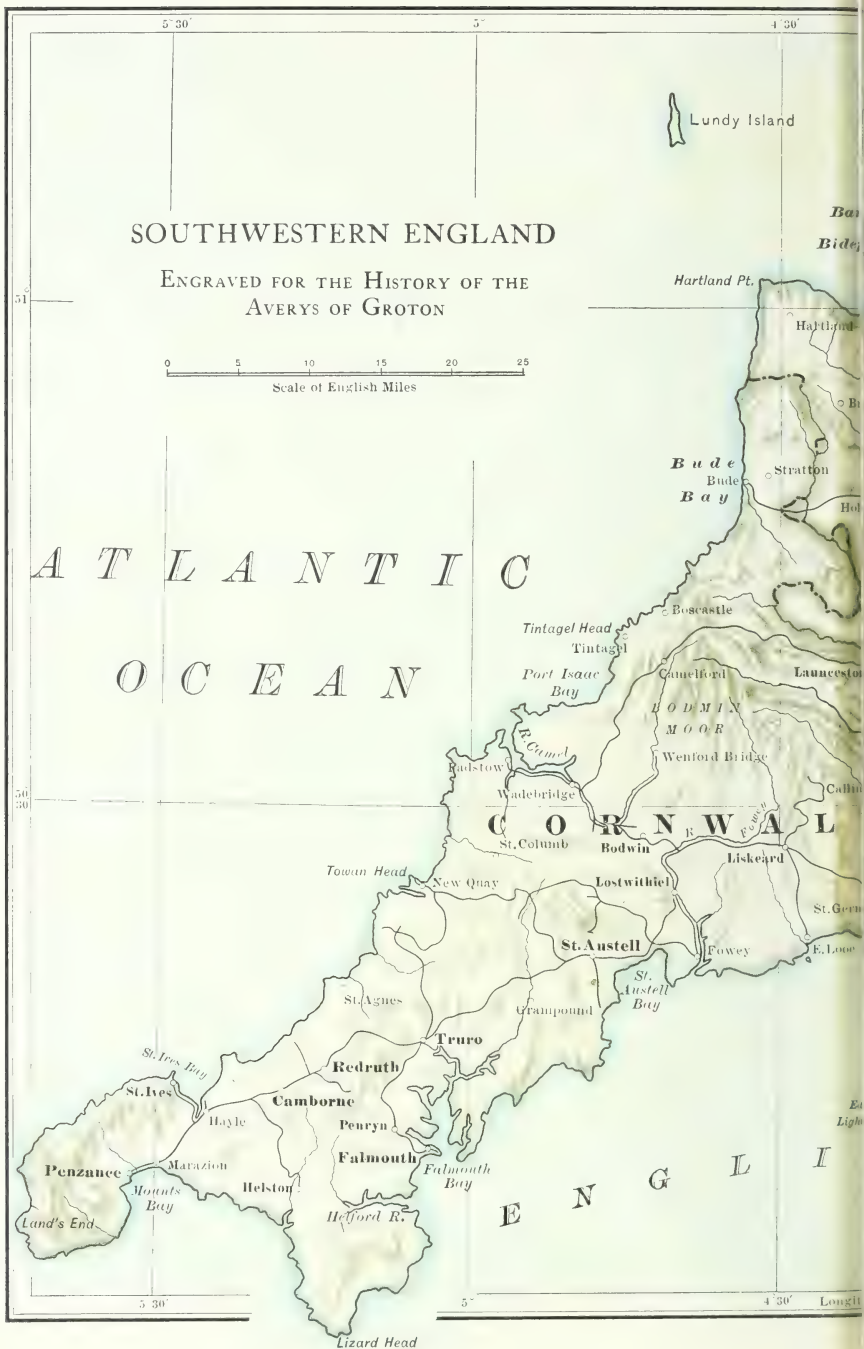 5°30'
5°
4°30'
Lundy Island
SOUTHWESTERN ENGLAND
ENGRAVED FOR THE HISTORY OF THE
AVERYS OF GROTON
0 5 10 15 20 25
Scale of English Miles
Hartland Pt.
51°
Hartland
Bude
Bay
Bude
Stratton
ATLANTIC
OCEAN
Boscastle
Tintagel Head
Tintagel
Port Isaac
Bay
Camelford
BODMIN
MOOR
R. Camel
Wenford Bridge
Padstow
Wadebridge
50
30
CORNWAL
St. Columb
Bodwin
R. Fowey
Liskeard
Towan Head
New Quay
Lostwithiel
St. Austell
Fowey
E. Looe
St.
Austell
Bay
St. Agnes
Grampound
Truro
Redruth
St. Ives Bay
St. Ives
Camborne
Hayle
Penryn
Penzance
Marazion
Falmouth
Falmouth
Bay
Mounts
Bay
Helston
Land's End
Helford R.
ENGLI
5°30'
5°
4°30'
Lizard Head